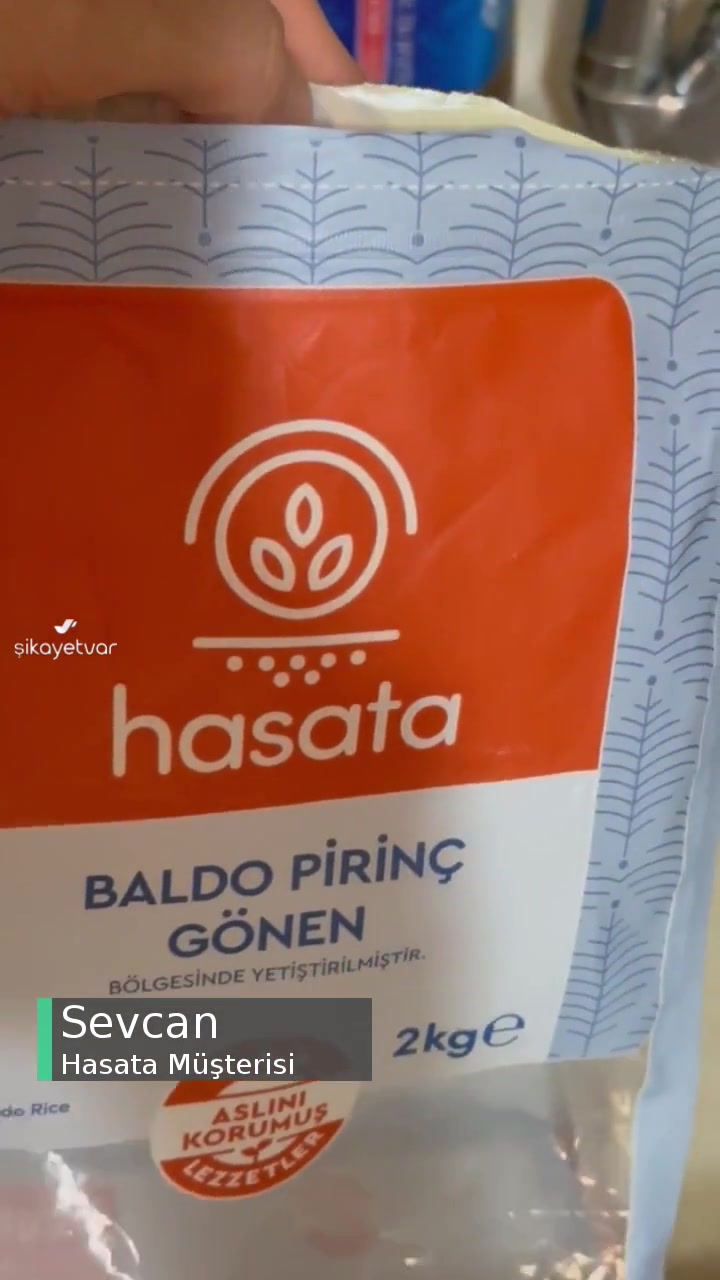 şikayetvar
hasata
BALDO PİRİNÇ
GÖNEN
BÖLGESİNDE YETİŞTİRİLMİŞTİR.
Sevcan
Hasata Müşterisi
2kg℮
do Rice
ASLINI
KORUMUŞ
LEZZETLER